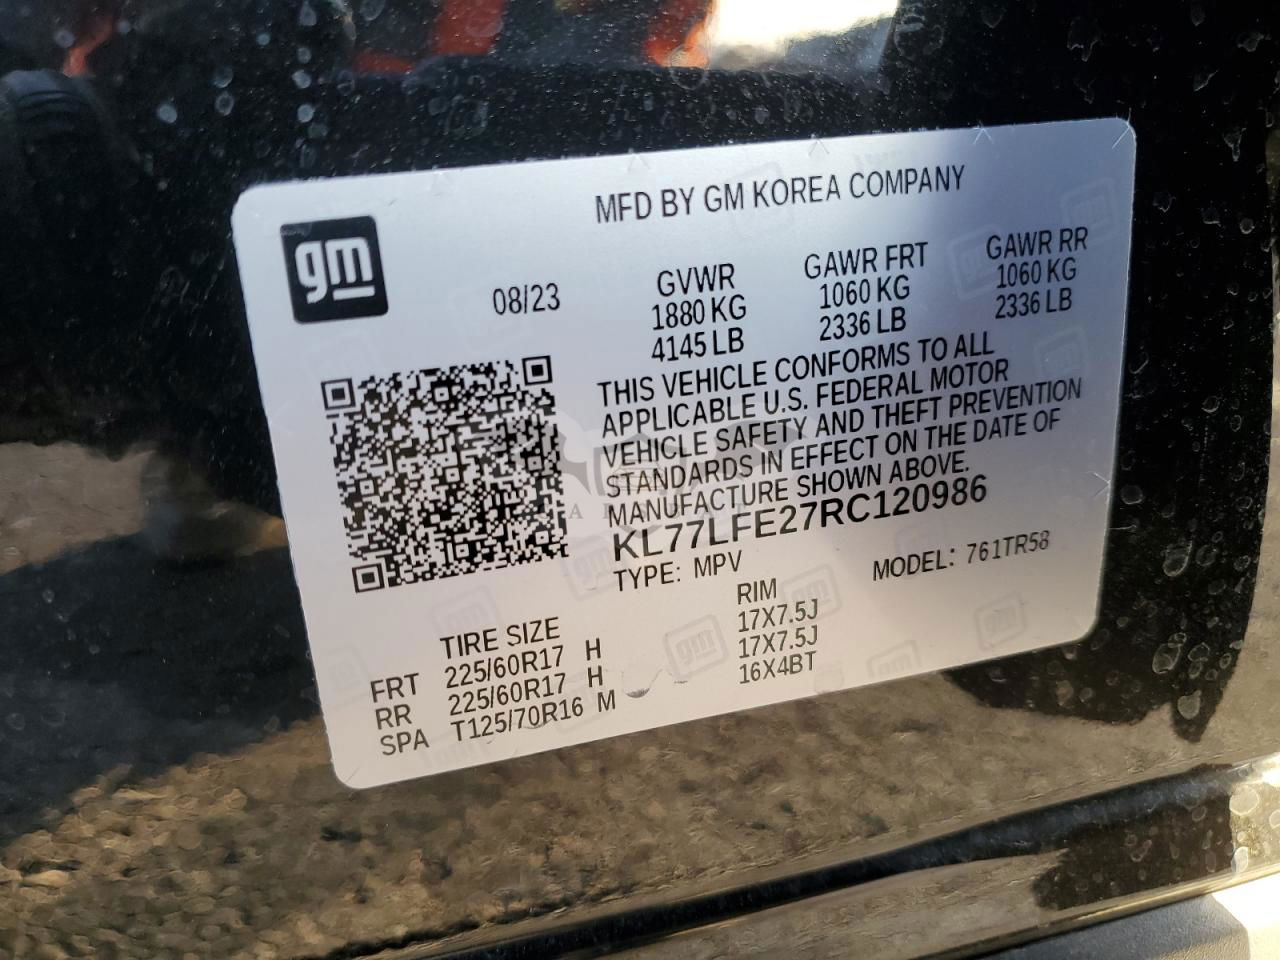 MFD BY GM KOREA COMPANY
gm
08/23
GVWR GAWR FRT GAWR RR
1880 KG 1060 KG 1060 KG
4145 LB 2336 LB 2336 LB
THIS VEHICLE CONFORMS TO ALL
APPLICABLE U.S. FEDERAL MOTOR
VEHICLE SAFETY AND THEFT PREVENTION
STANDARDS IN EFFECT ON THE DATE OF
MANUFACTURE SHOWN ABOVE.
KL77LFE27RC120986
TYPE: MPV MODEL: 761TR58
TIRE SIZE RIM
FRT 225/60R17 H 17X7.5J
RR 225/60R17 H 17X7.5J
SPA T125/70R16 M 16X4BT